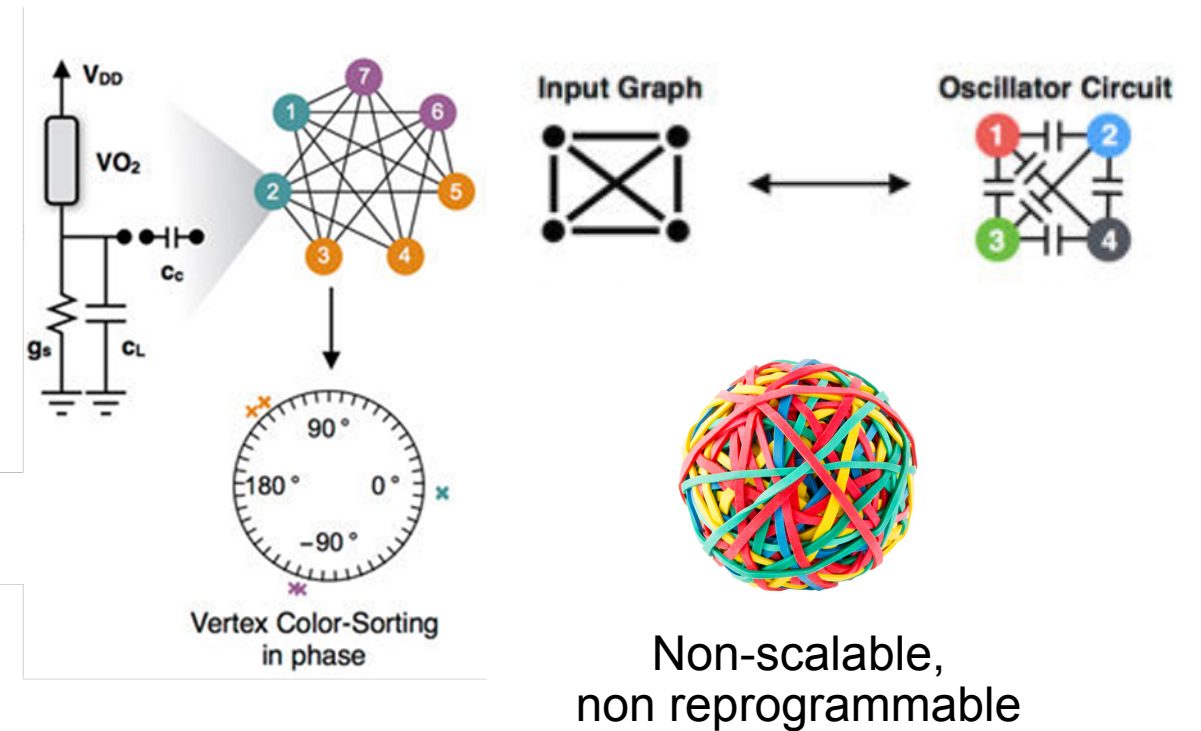 VDD
VO2
cc
gs
cL
7
1
6
2
5
3
4
90°
180°
0°
−90°
Vertex Color-Sorting
in phase
Input Graph
Oscillator Circuit
1
2
3
4
Non-scalable,
non reprogrammable